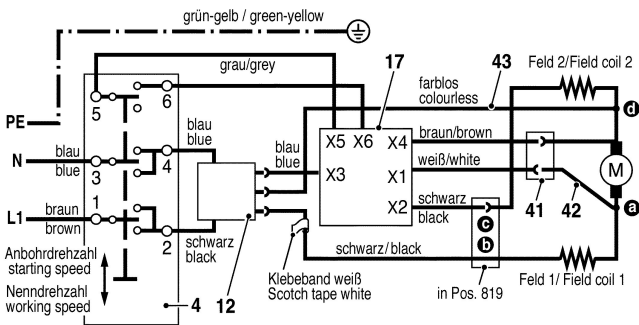 grün-gelb / green-yellow
grau/grey
17
farblos
colourless
43
Feld 2/Field coil 2
PE
5
6
blau
blue
blau
blue
X5 X6 X4
braun/brown
d
N
blau
blue
3
4
X3
weiß/white
X1
M
L1
braun
brown
1
2
schwarz
black
X2
schwarz
black
c
b
41
42
a
Anbohrdrehzahl
starting speed
Nenndrehzahl
working speed
4
12
Klebeband weiß
Scotch tape white
schwarz/black
in Pos. 819
Feld 1/ Field coil 1